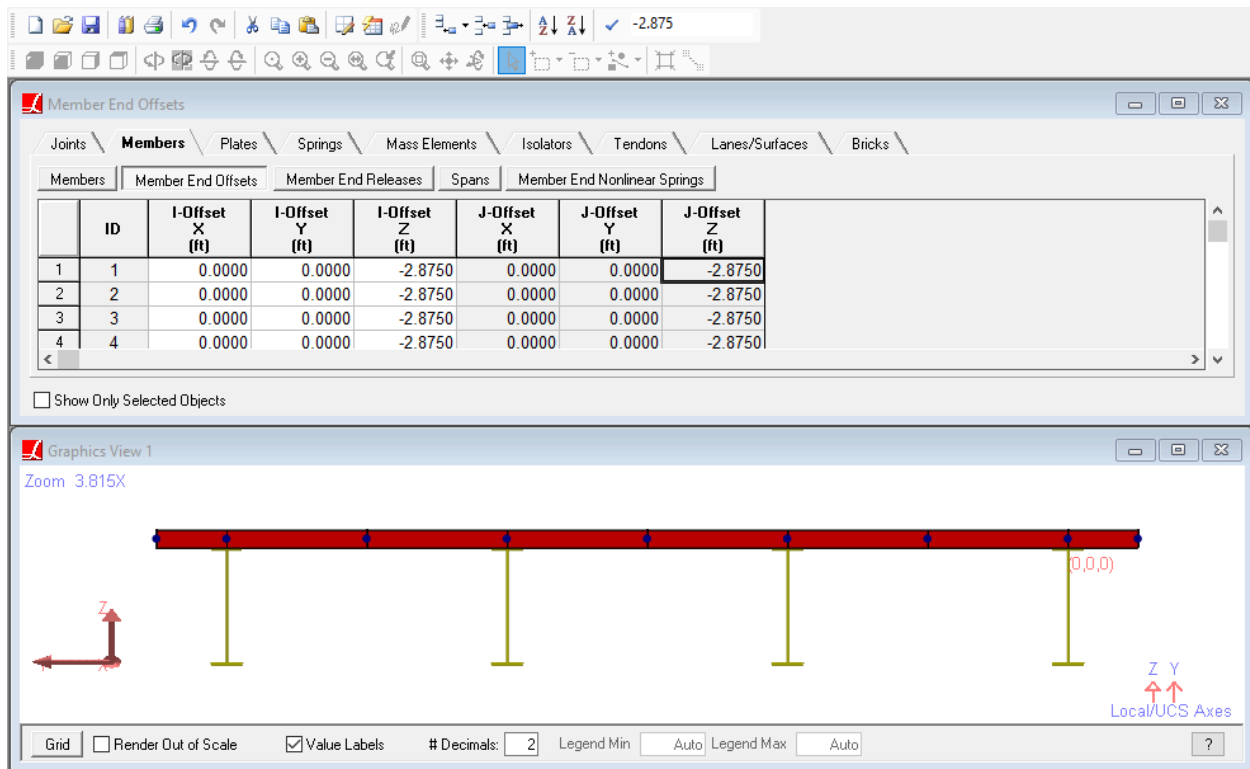 -2.875
Member End Offsets
Joints Members Plates Springs Mass Elements Isolators Tendons Lanes/Surfaces Bricks
Members Member End Offsets Member End Releases Spans Member End Nonlinear Springs
ID I-Offset X (ft) I-Offset Y (ft) I-Offset Z (ft) J-Offset X (ft) J-Offset Y (ft) J-Offset Z (ft)
1 1 0.0000 0.0000 -2.8750 0.0000 0.0000 -2.8750
2 2 0.0000 0.0000 -2.8750 0.0000 0.0000 -2.8750
3 3 0.0000 0.0000 -2.8750 0.0000 0.0000 -2.8750
4 4 0.0000 0.0000 -2.8750 0.0000 0.0000 -2.8750
Show Only Selected Objects
Graphics View 1
Zoom 3.815X
(0,0,0)
Z
Z Y
Local/UCS Axes
Grid Render Out of Scale Value Labels # Decimals: 2 Legend Min Auto Legend Max Auto ?